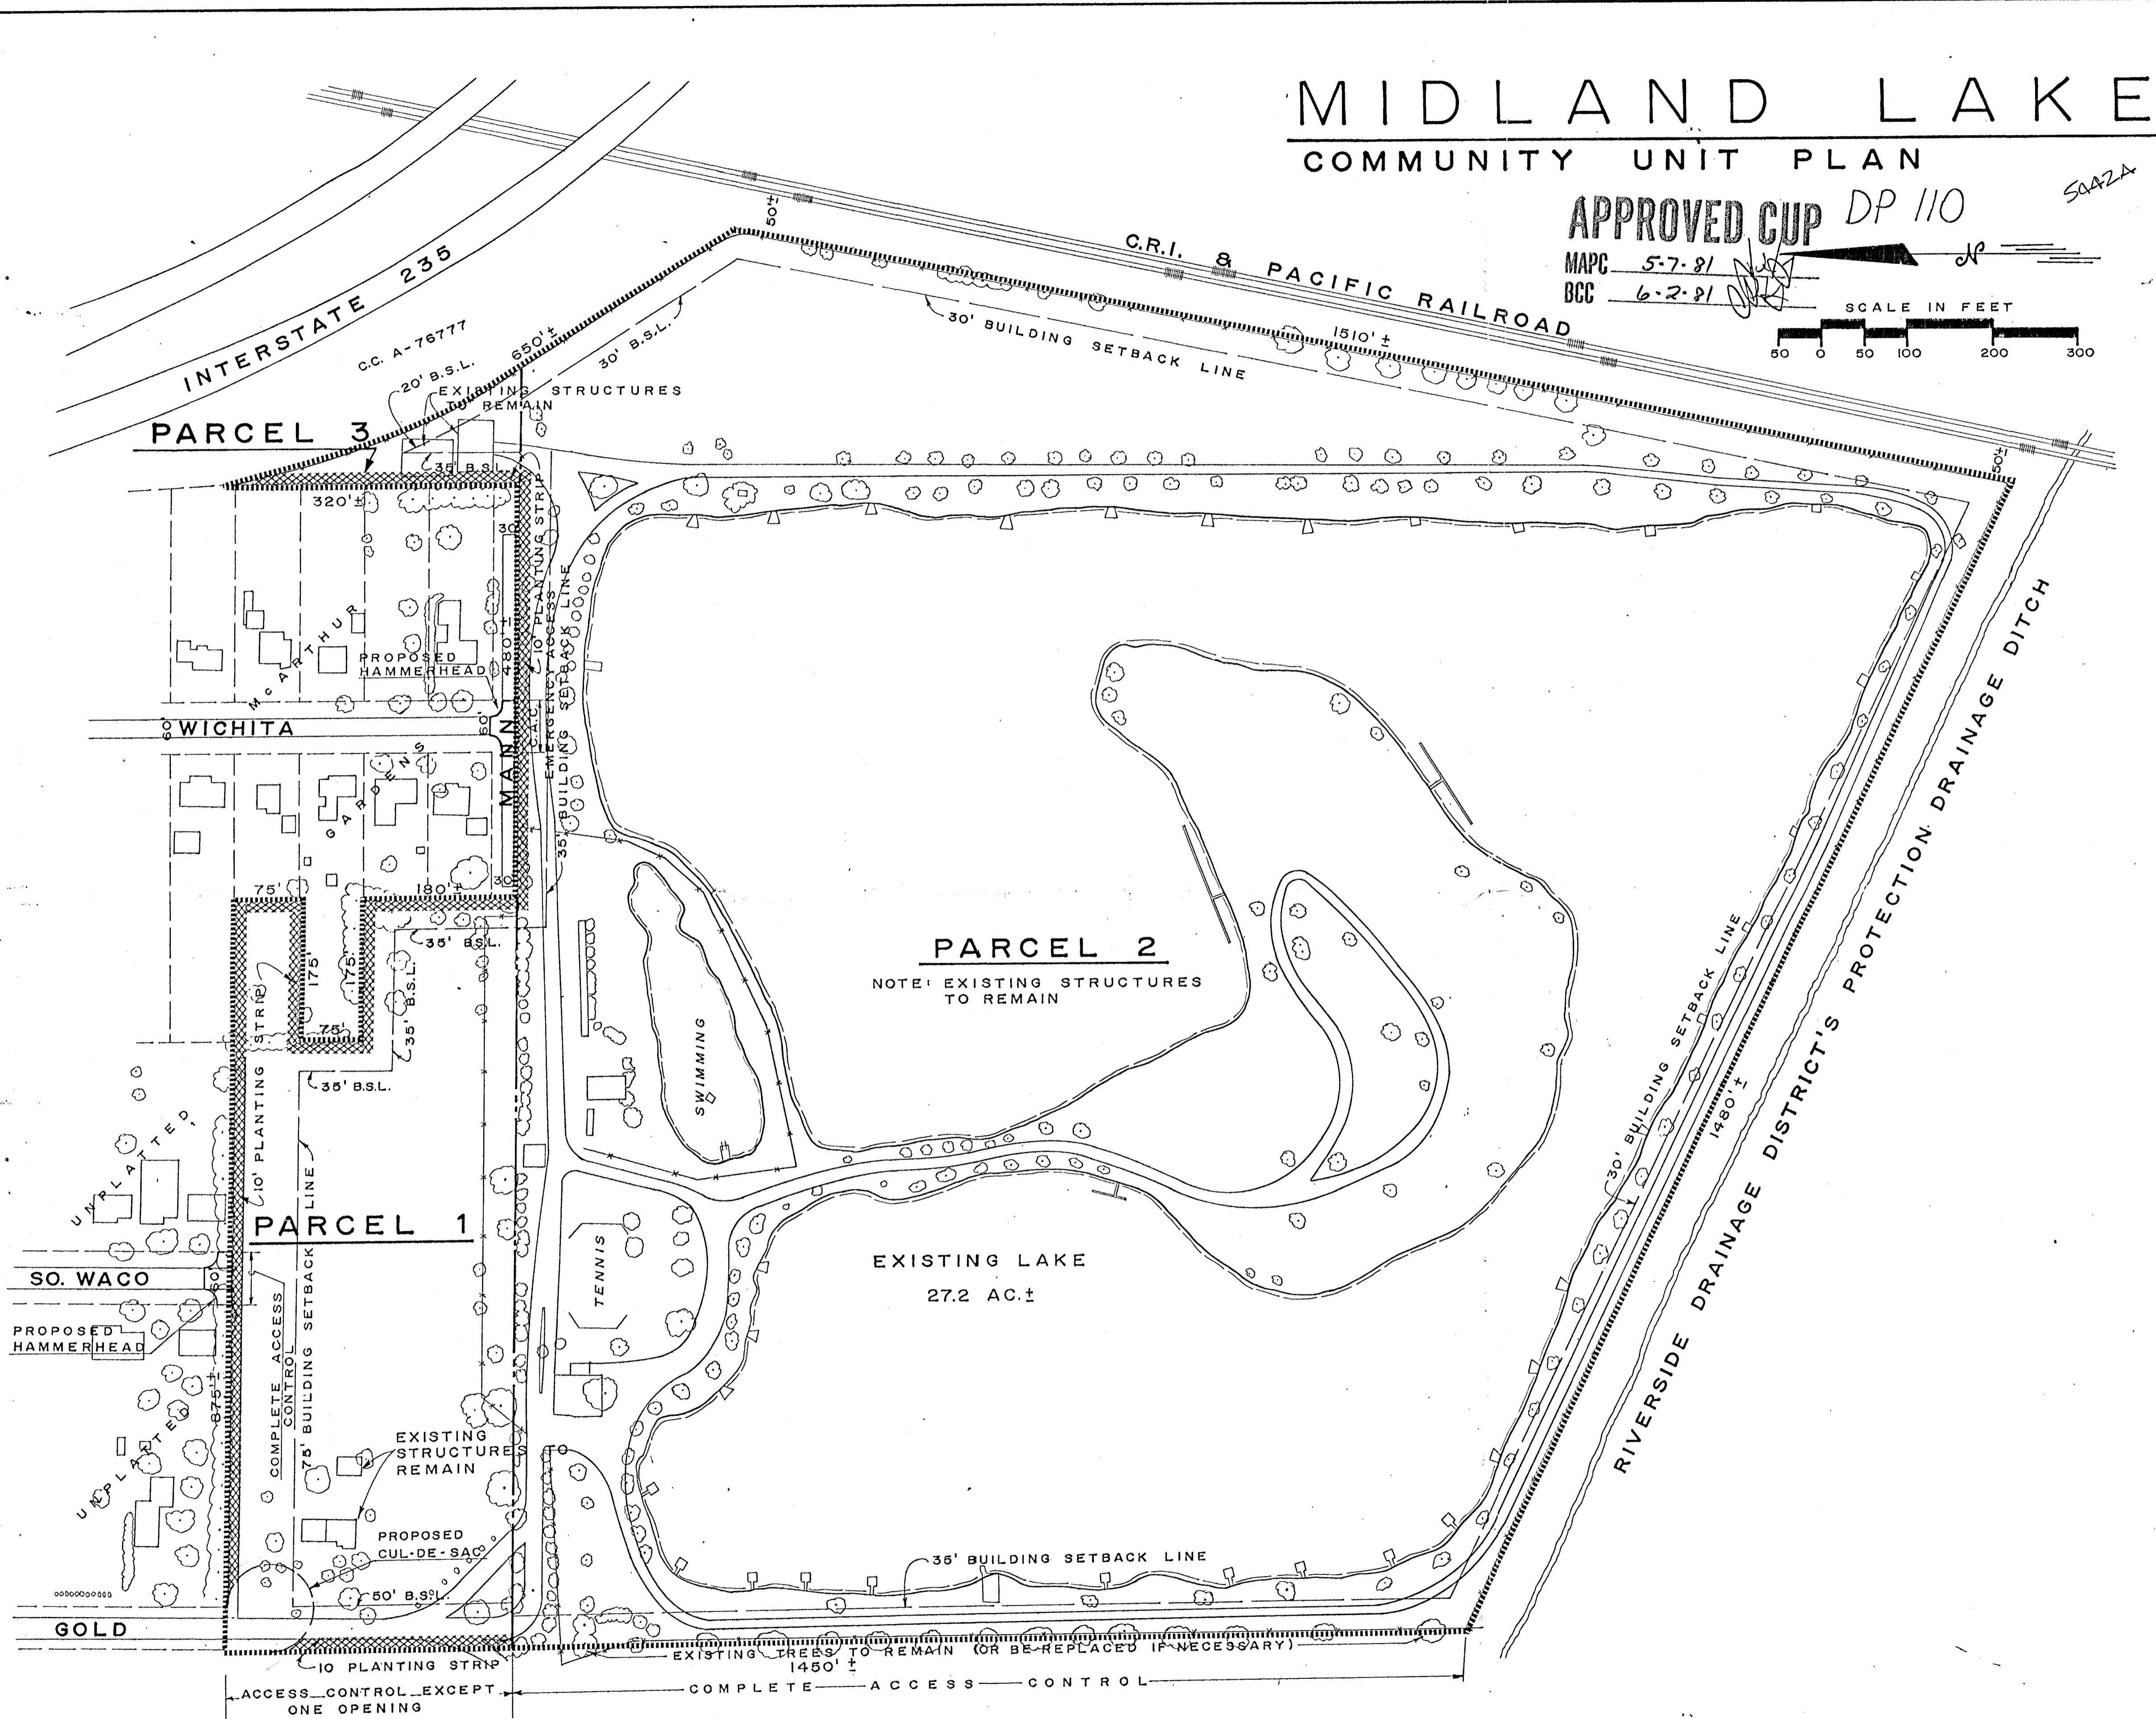 MIDLAND LAKE
COMMUNITY UNIT PLAN
5442A
APPROVED CUP DP 110
MAPC 5-7-81
BCC 6-2-81
N
SCALE IN FEET
50 0 50 100 200 300
INTERSTATE 235
C.C. A-76777
50'±
C.R.I. & PACIFIC RAILROAD
1510' ±
30' BUILDING SETBACK LINE
650'±
30' B.S.L.
20' B.S.L.
EXISTING STRUCTURES
TO REMAIN
PARCEL 3
35' B.S.L.
320'±
50'±
30'
10' PLANTING STRIP
EMERGENCY ACCESS
35' BUILDING SETBACK LINE
480'±
McARTHUR
GARDENS
PROPOSED
HAMMERHEAD
60'
WICHITA
60'
MANN
C.A.C.
30'
75'
180'±
35' B.S.L.
175'
175'
35' B.S.L.
75'
35' B.S.L.
10' PLANTING STRIP
SWIMMING
PARCEL 2
NOTE: EXISTING STRUCTURES
TO REMAIN
30' BUILDING SETBACK LINE
1480'±
RIVERSIDE DRAINAGE DISTRICT'S PROTECTION DRAINAGE DITCH
UNPLATTED
PARCEL 1
SO. WACO
60'
PROPOSED
HAMMERHEAD
875'±
COMPLETE ACCESS
CONTROL
75' BUILDING SETBACK LINE
TENNIS
EXISTING LAKE
27.2 AC.±
UNPLATTED
EXISTING
STRUCTURES TO
REMAIN
PROPOSED
CUL-DE-SAC
50' B.S.L.
35' BUILDING SETBACK LINE
GOLD
10 PLANTING STRIP
EXISTING TREES TO REMAIN (OR BE REPLACED IF NECESSARY)
1450' ±
ACCESS CONTROL EXCEPT
ONE OPENING
COMPLETE ACCESS CONTROL